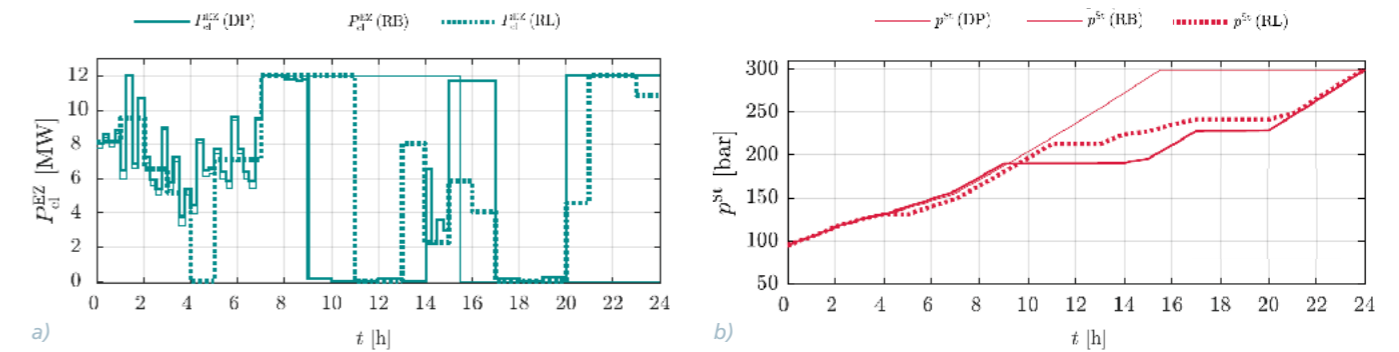 P_el^EZ (DP) P_el^EZ (RB) P_el^EZ (RL)
P_el^EZ [MW]
12
10
8
6
4
2
0
0 2 4 6 8 10 12 14 16 18 20 22 24
t [h]
a)
p^St (DP) p^St (RB) p^St (RL)
p^St [bar]
300
250
200
150
100
50
0 2 4 6 8 10 12 14 16 18 20 22 24
t [h]
b)